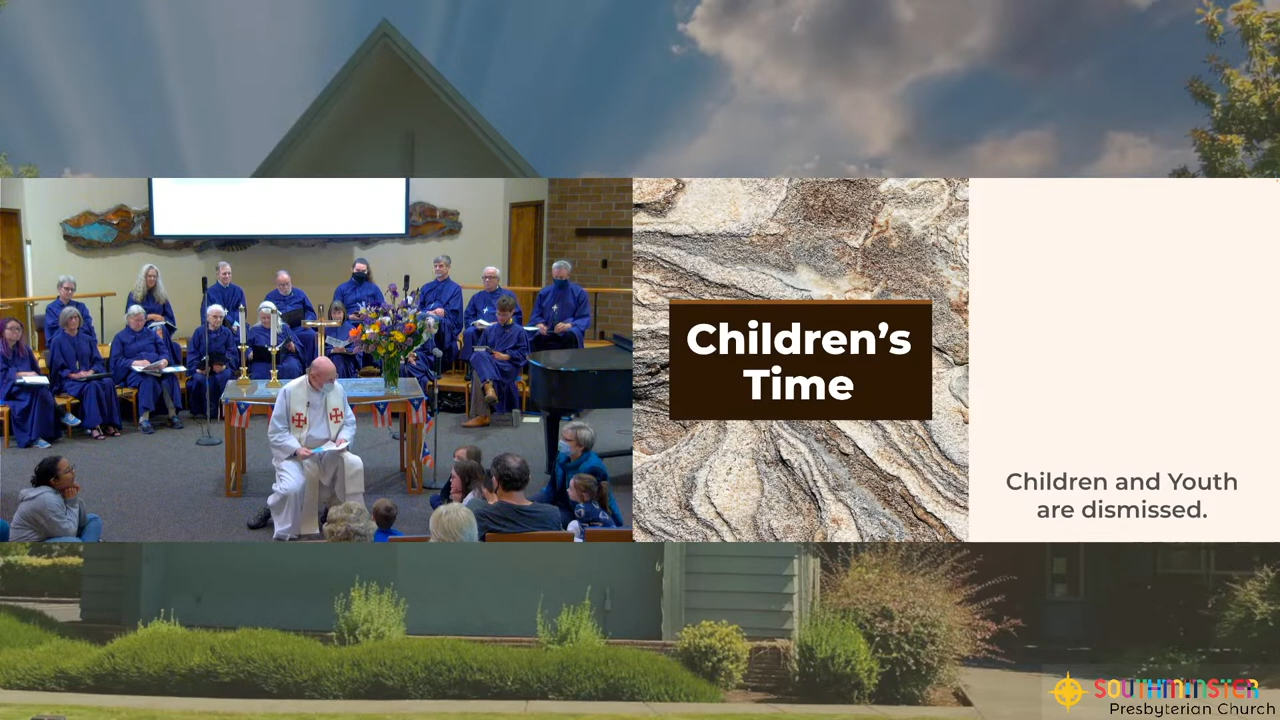 Children's
Time
Children and Youth
are dismissed.
SOUTHMINSTER
Presbyterian Church